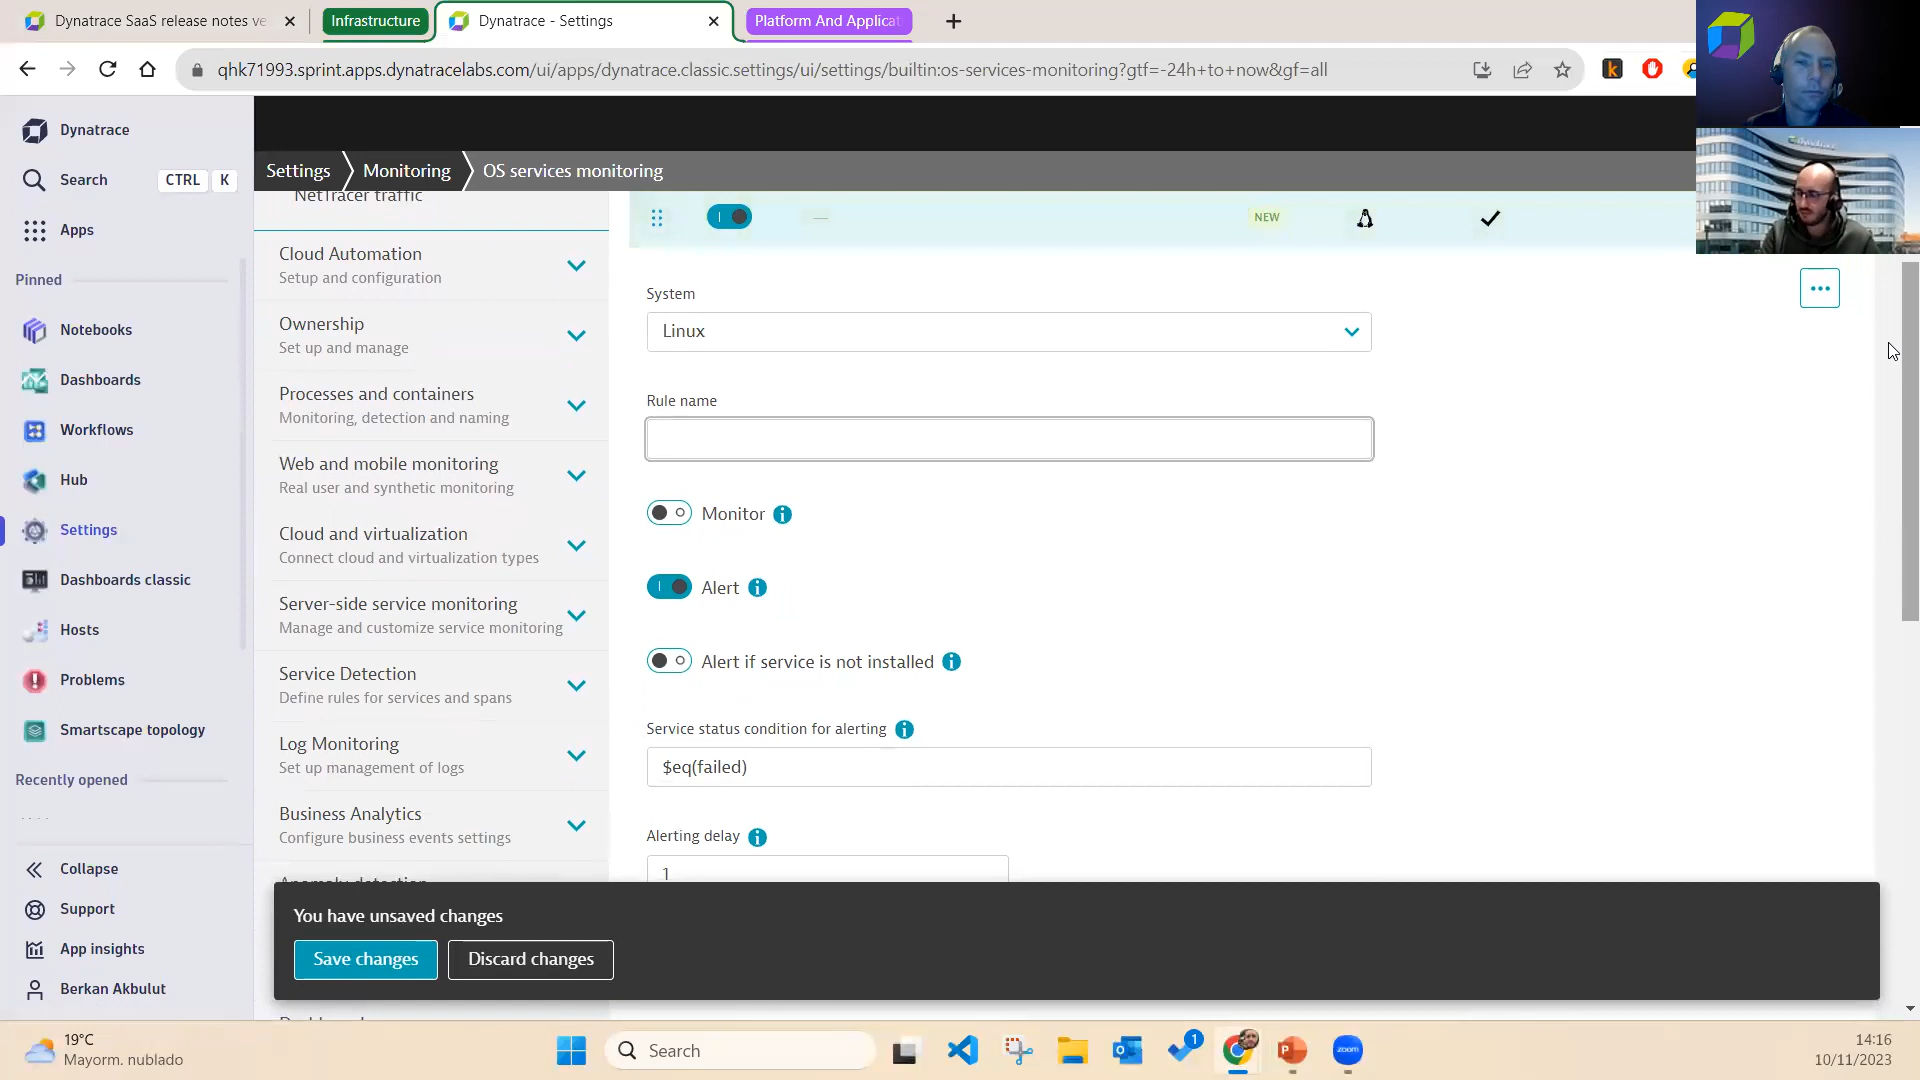 Dynatrace SaaS release notes ve
Infrastructure
Dynatrace - Settings
Platform And Applicat
qhk71993.sprint.apps.dynatracelabs.com/ui/apps/dynatrace.classic.settings/ui/settings/builtin:os-services-monitoring?gtf=-24h+to+now&gf=all
Dynatrace
Search CTRL K
Apps
Pinned
Notebooks
Dashboards
Workflows
Hub
Settings
Dashboards classic
Hosts
Problems
Smartscape topology
Recently opened
Collapse
Support
App insights
Berkan Akbulut
Settings Monitoring OS services monitoring
NetTracer traffic
Cloud Automation
Setup and configuration
Ownership
Set up and manage
Processes and containers
Monitoring, detection and naming
Web and mobile monitoring
Real user and synthetic monitoring
Cloud and virtualization
Connect cloud and virtualization types
Server-side service monitoring
Manage and customize service monitoring
Service Detection
Define rules for services and spans
Log Monitoring
Set up management of logs
Business Analytics
Configure business events settings
NEW
System
Linux
Rule name
Monitor
Alert
Alert if service is not installed
Service status condition for alerting
$eq(failed)
Alerting delay
1
You have unsaved changes
Save changes Discard changes
19°C
Mayorm. nublado
Search
1
zoom
14:16
10/11/2023